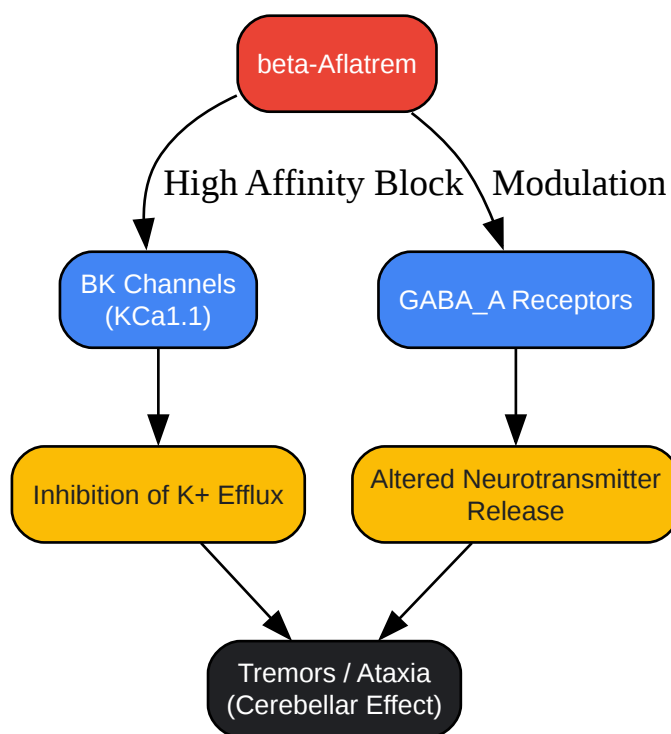 beta-Aflatrem
High Affinity Block
Modulation
BK Channels
(KCa1.1)
GABA_A Receptors
Inhibition of K+ Efflux
Altered Neurotransmitter
Release
Tremors / Ataxia
(Cerebellar Effect)